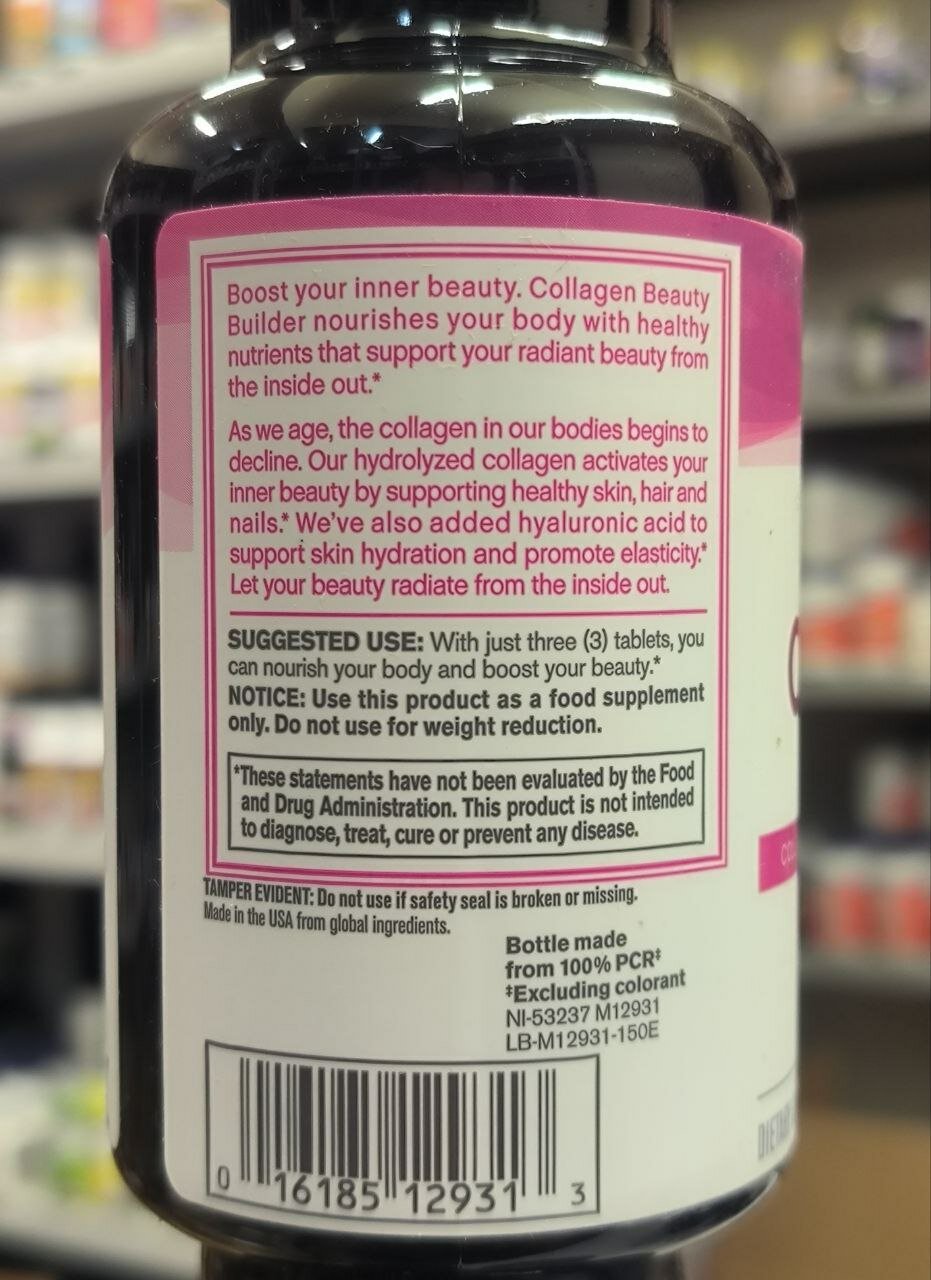 Boost your inner beauty. Collagen Beauty
Builder nourishes your body with healthy
nutrients that support your radiant beauty from
the inside out.*
As we age, the collagen in our bodies begins to
decline. Our hydrolyzed collagen activates your
inner beauty by supporting healthy skin, hair and
nails.* We've also added hyaluronic acid to
support skin hydration and promote elasticity.*
Let your beauty radiate from the inside out.
SUGGESTED USE: With just three (3) tablets, you
can nourish your body and boost your beauty.*
NOTICE: Use this product as a food supplement
only. Do not use for weight reduction.
*These statements have not been evaluated by the Food
and Drug Administration. This product is not intended
to diagnose, treat, cure or prevent any disease.
TAMPER EVIDENT: Do not use if safety seal is broken or missing.
Made in the USA from global ingredients.
Bottle made
from 100% PCR‡
‡Excluding colorant
NI-53237 M12931
LB-M12931-150E
0 16185 12931 3